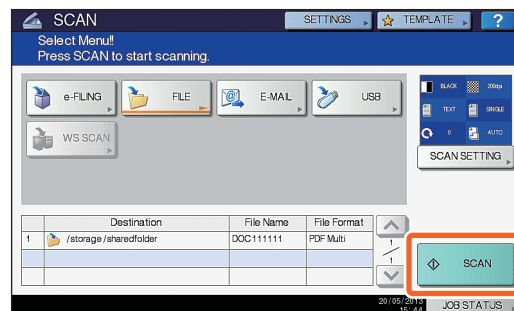 SCAN SETTINGS TEMPLATE ?
Select Menu!!
Press SCAN to start scanning.
e-FILING FILE E-MAIL USB
WS SCAN
BLACK 200dpi
TEXT SINGLE
0 AUTO
SCAN SETTING
Destination File Name File Format
1 /storage/sharedfolder DOC111111 PDF Multi
1
1
SCAN
20/05/2013
15:44
JOB STATUS